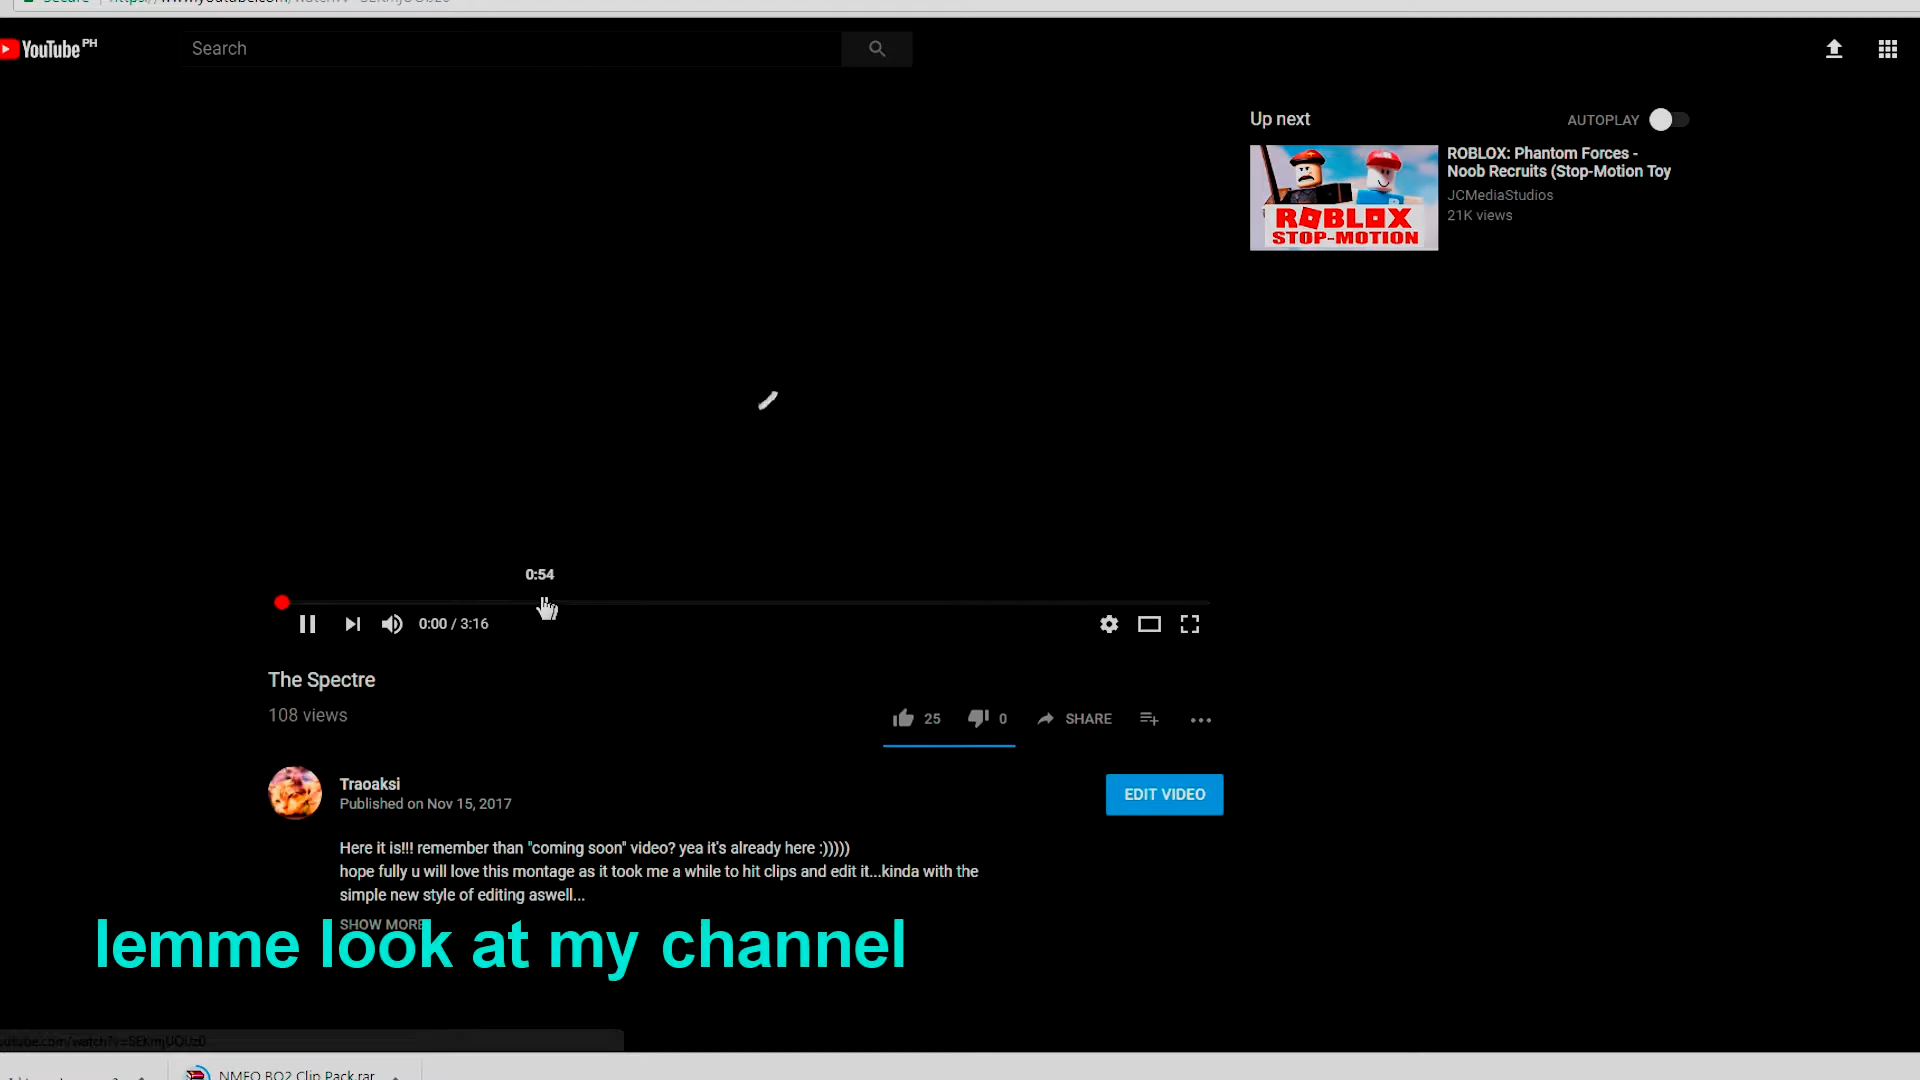 Secure
YouTube PH
Search
Up next
AUTOPLAY
ROBLOX: Phantom Forces -
Noob Recruits (Stop-Motion Toy
JCMediaStudios
21K views
ROBLOX
STOP-MOTION
0:54
0:00 / 3:16
The Spectre
108 views
25
0
SHARE
Traoaksi
Published on Nov 15, 2017
EDIT VIDEO
Here it is!!! remember than "coming soon" video? yea it's already here :)))))
hope fully u will love this montage as it took me a while to hit clips and edit it...kinda with the
simple new style of editing aswell...
SHOW MORE
lemme look at my channel
NMFO BO2 Clip Pack.rar